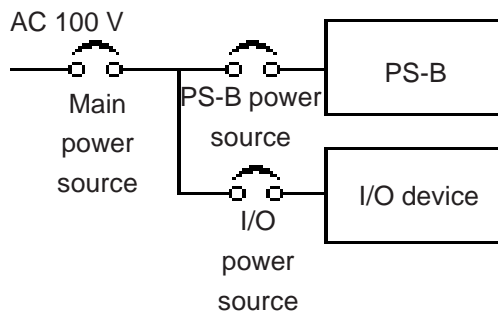 AC 100 V
Main
power
source
PS-B power
source
PS-B
I/O
power
source
I/O device